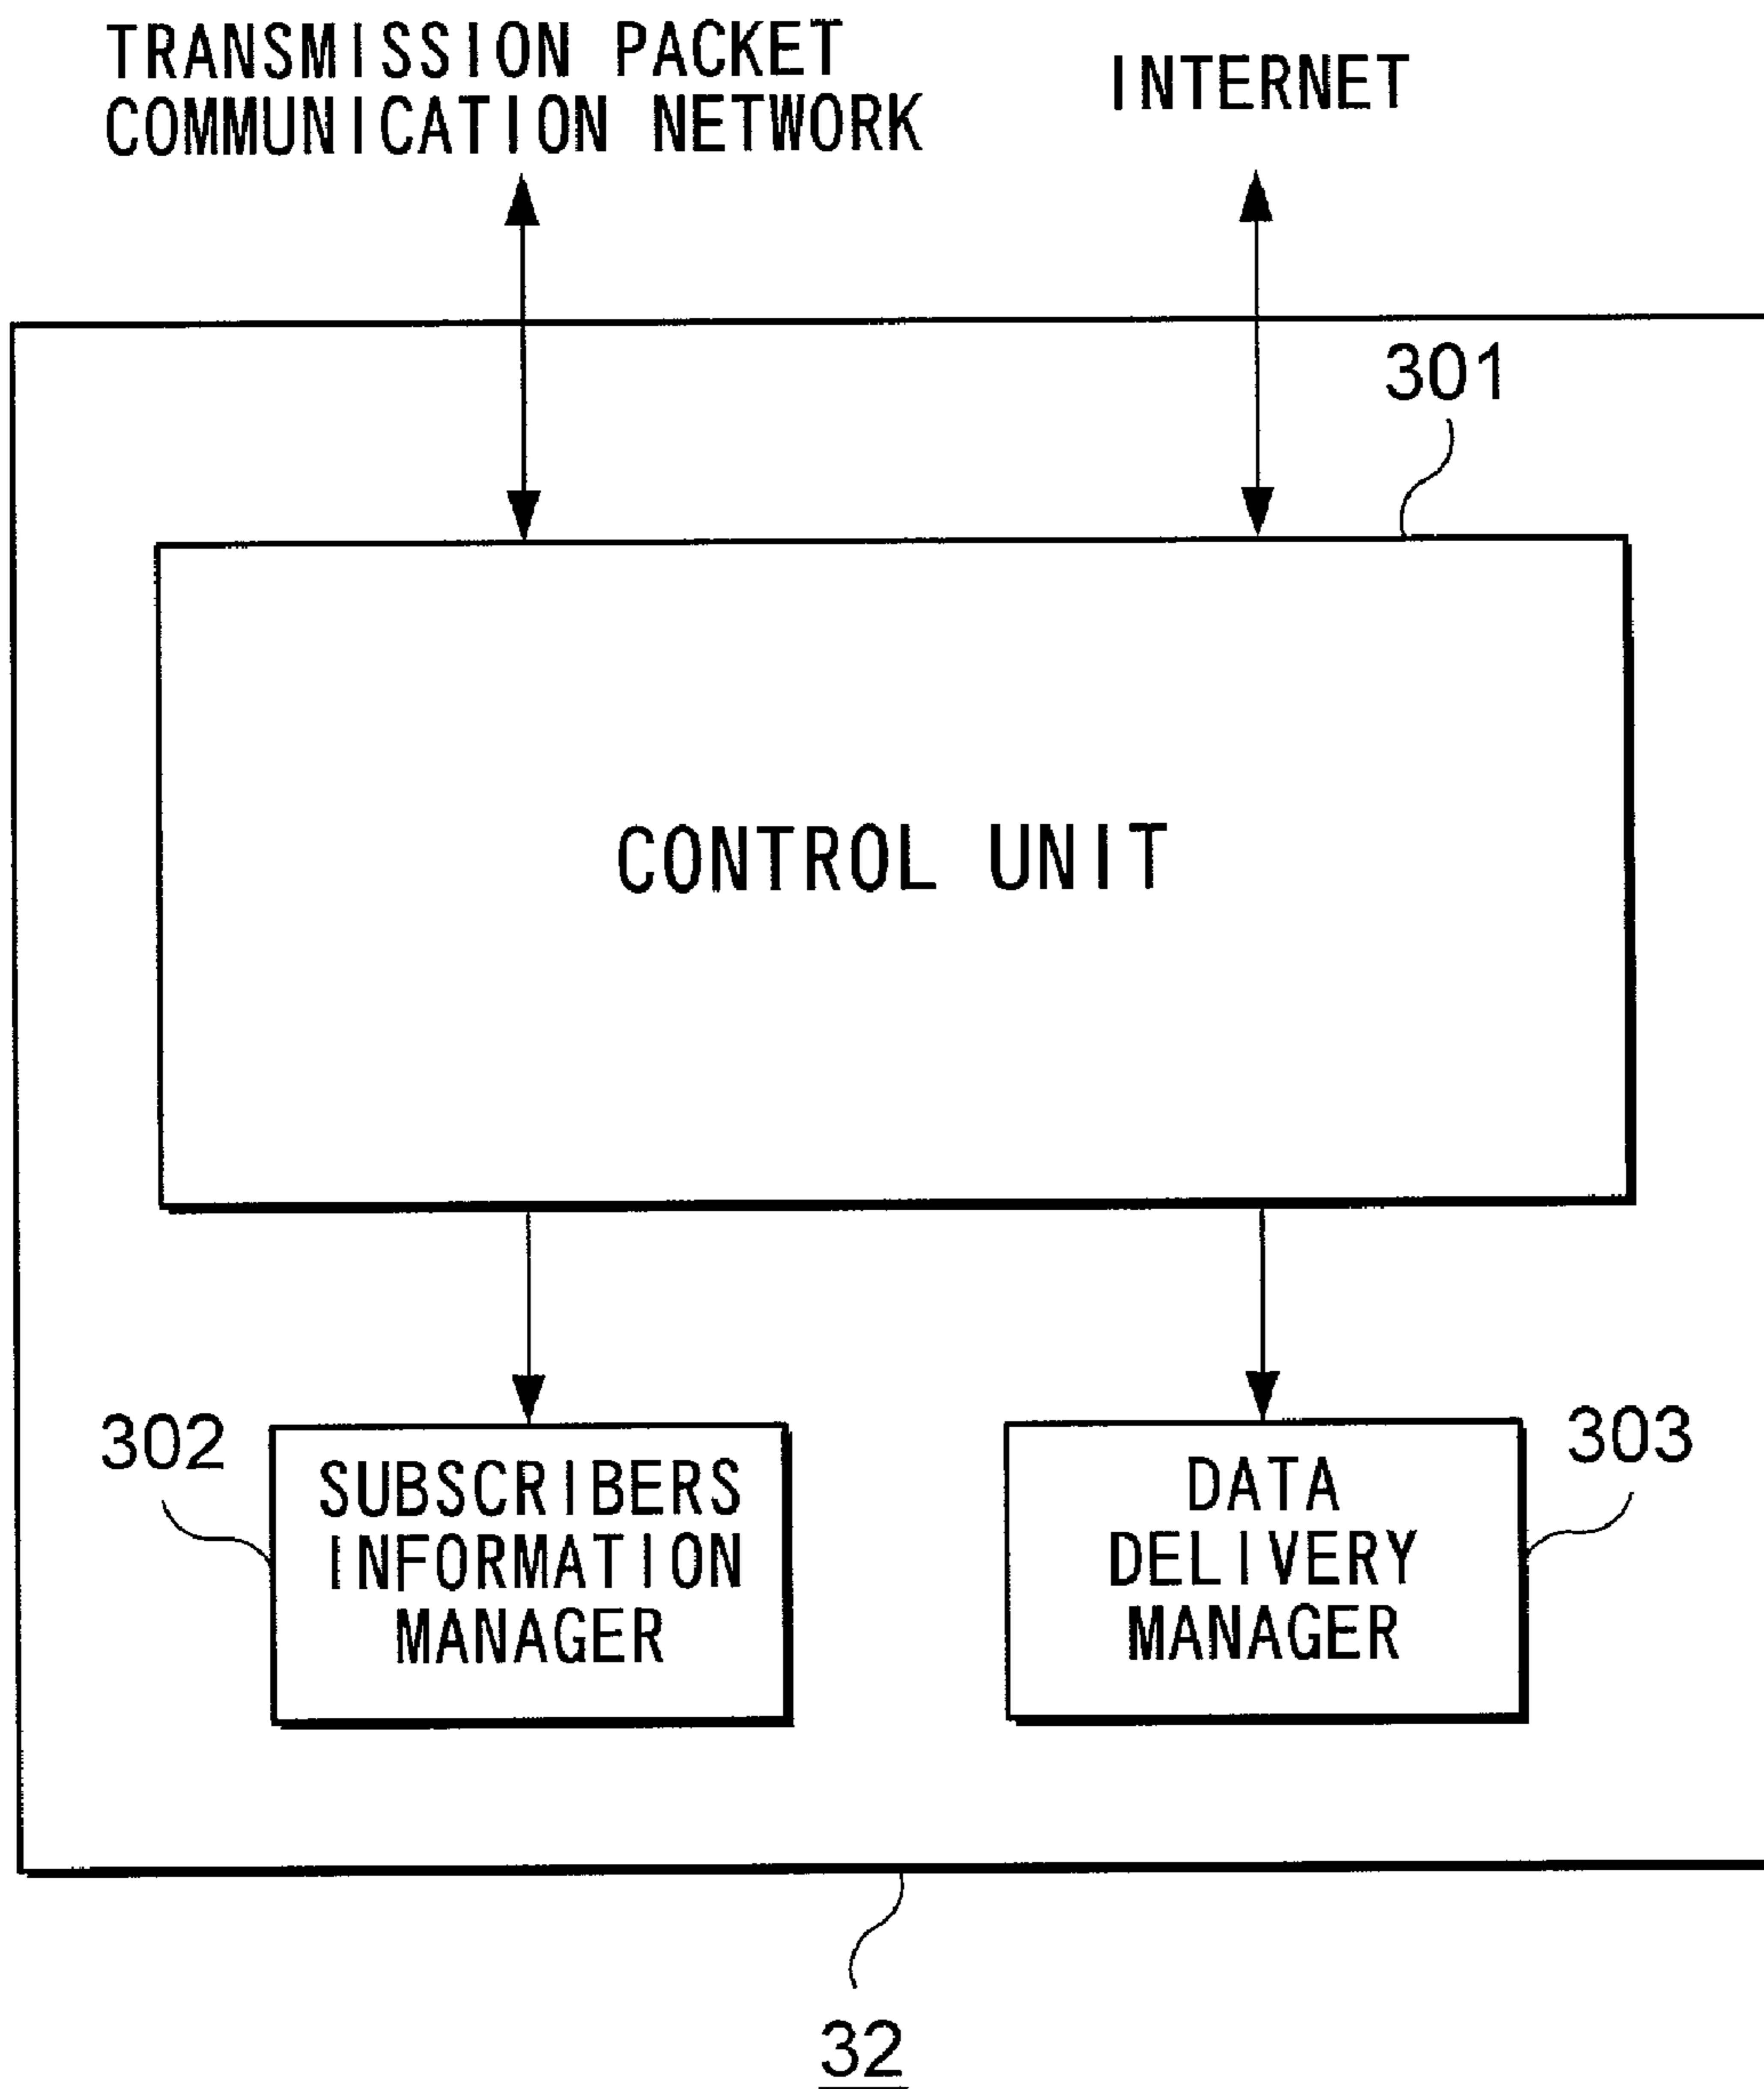 TRANSMISSION PACKET
COMMUNICATION NETWORK
INTERNET
301
CONTROL UNIT
302
SUBSCRIBERS
INFORMATION
MANAGER
DATA
DELIVERY
MANAGER
303
32